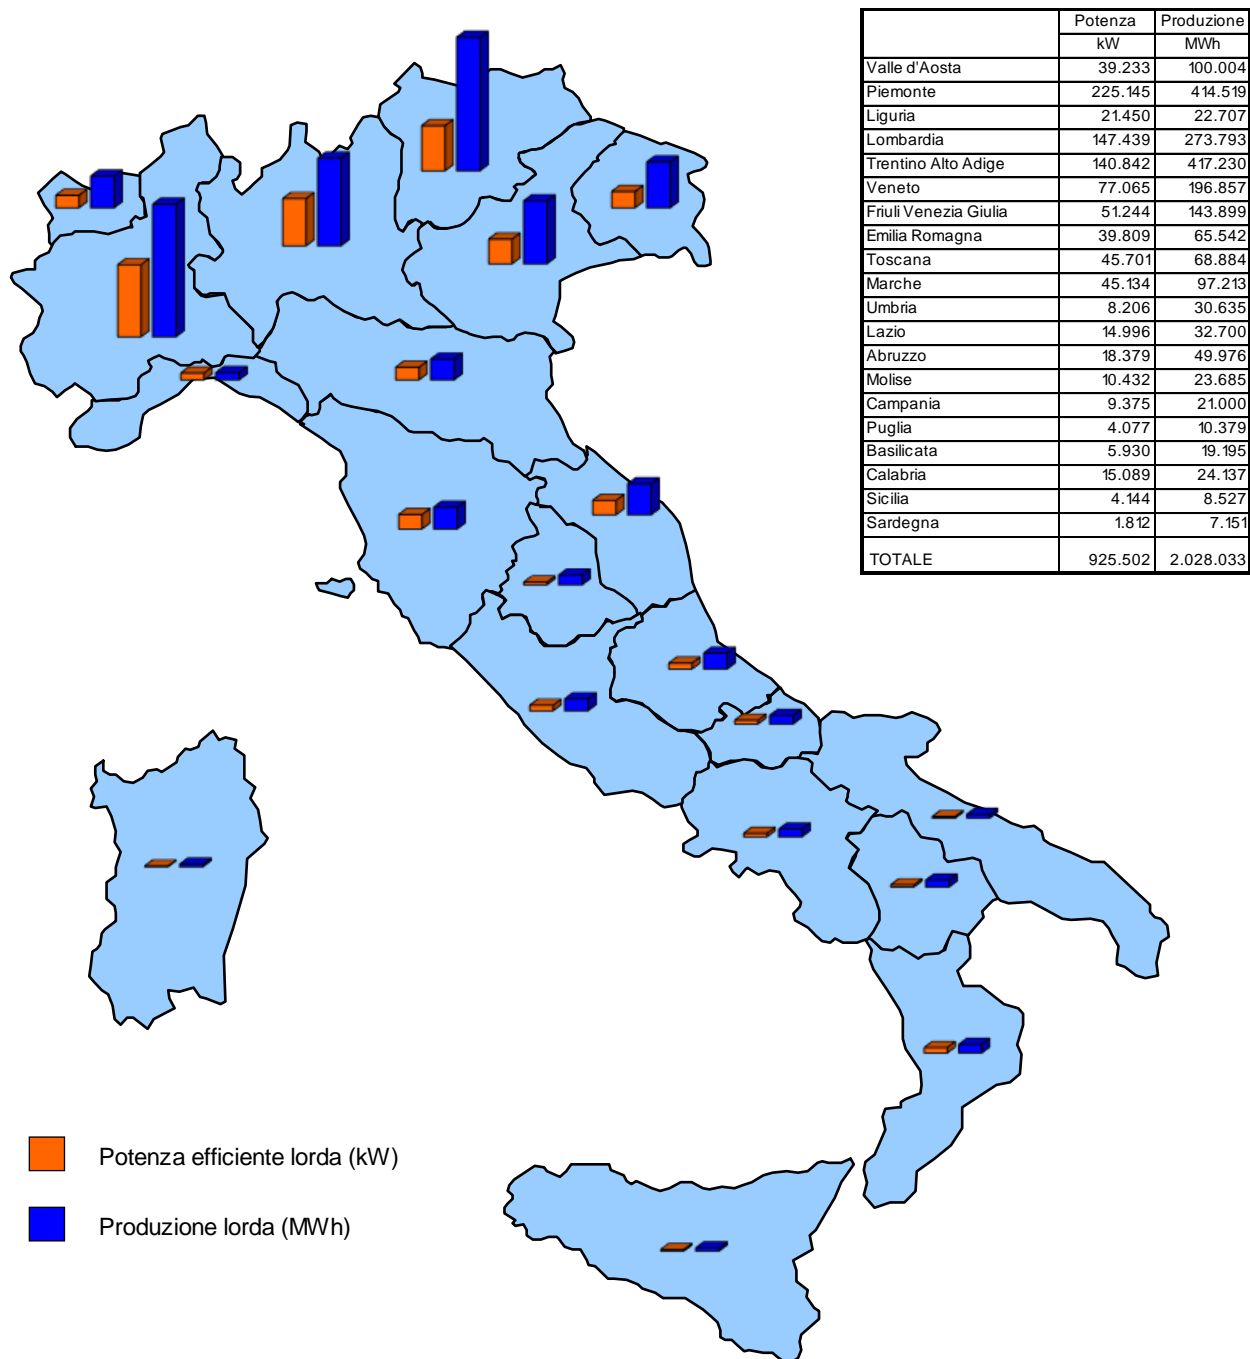 Potenza Produzione
kW MWh
Valle d'Aosta 39.233 100.004
Piemonte 225.145 414.519
Liguria 21.450 22.707
Lombardia 147.439 273.793
Trentino Alto Adige 140.842 417.230
Veneto 77.065 196.857
Friuli Venezia Giulia 51.244 143.899
Emilia Romagna 39.809 65.542
Toscana 45.701 68.884
Marche 45.134 97.213
Umbria 8.206 30.635
Lazio 14.996 32.700
Abruzzo 18.379 49.976
Molise 10.432 23.685
Campania 9.375 21.000
Puglia 4.077 10.379
Basilicata 5.930 19.195
Calabria 15.089 24.137
Sicilia 4.144 8.527
Sardegna 1.812 7.151
TOTALE 925.502 2.028.033
Potenza efficiente lorda (kW)
Produzione lorda (MWh)